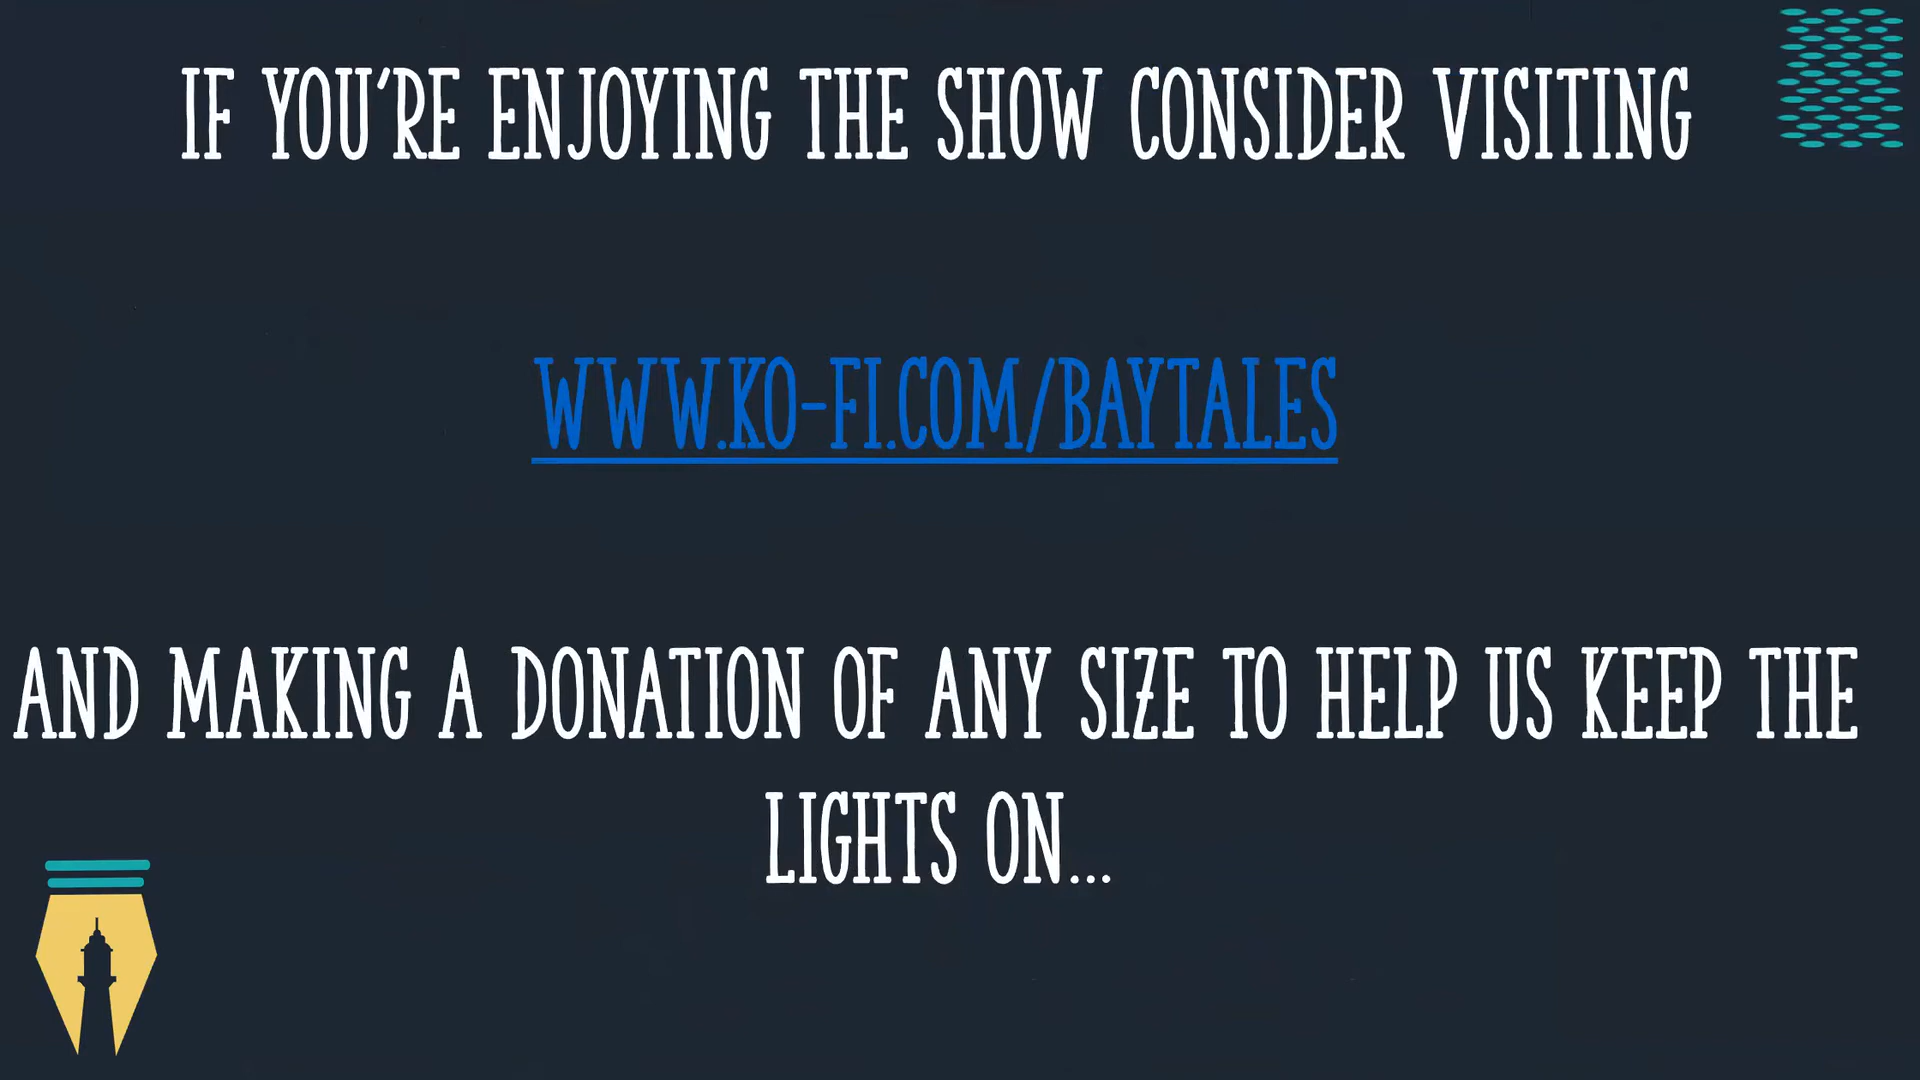 IF YOU'RE ENJOYING THE SHOW CONSIDER VISITING
WWW.KO-FI.COM/BAYTALES
AND MAKING A DONATION OF ANY SIZE TO HELP US KEEP THE
LIGHTS ON...